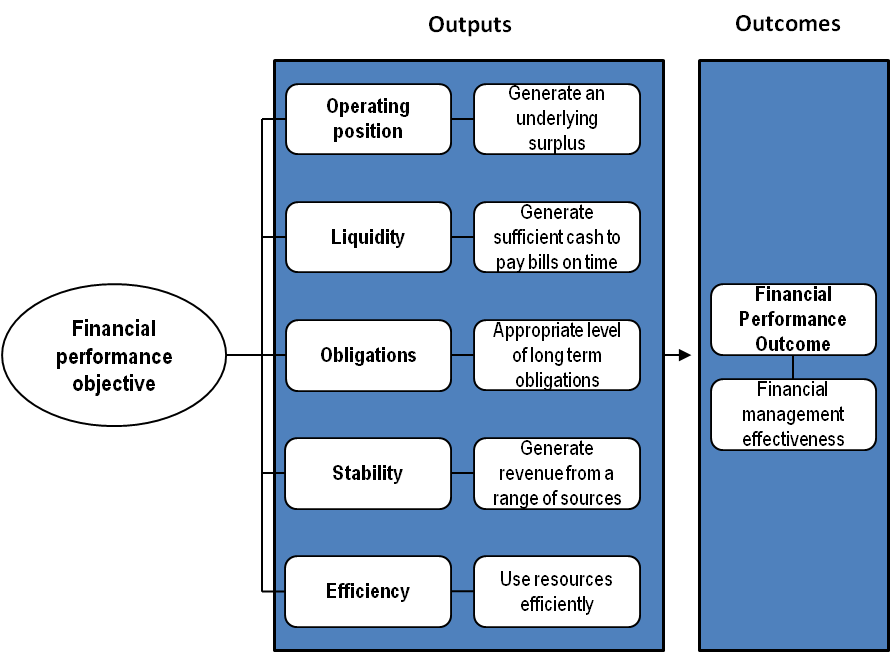 Outputs
Outcomes
Financial
performance
objective
Operating
position
Generate an
underlying
surplus
Liquidity
Generate
sufficient cash to
pay bills on time
Obligations
Appropriate level
of long term
obligations
Stability
Generate
revenue from a
range of sources
Efficiency
Use resources
efficiently
Financial
Performance
Outcome
Financial
management
effectiveness